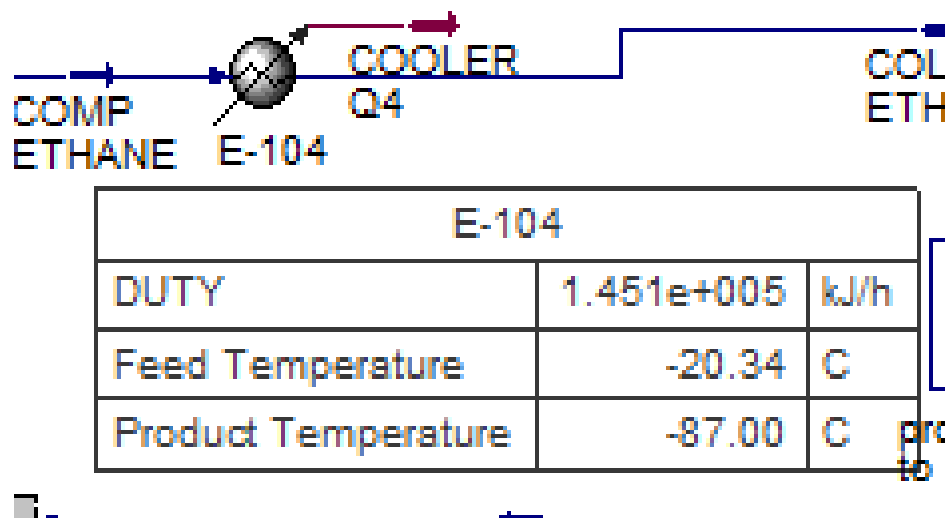 COOLER
Q4
COMP
ETHANE
E-104
E-104
DUTY 1.451e+005 kJ/h
Feed Temperature -20.34 C
Product Temperature -87.00 C
to